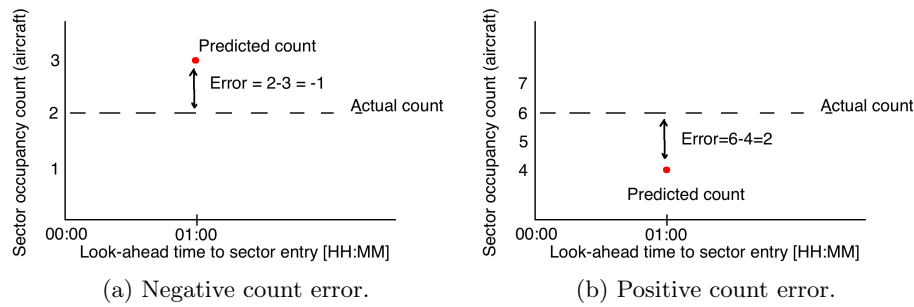 Sector occupancy count (aircraft)
3
2
1
Predicted count
Error = 2-3 = -1
Actual count
00:00
01:00
Look-ahead time to sector entry [HH:MM]
(a) Negative count error.
Sector occupancy count (aircraft)
7
6
5
4
Actual count
Error=6-4=2
Predicted count
00:00
01:00
Look-ahead time to sector entry [HH:MM]
(b) Positive count error.